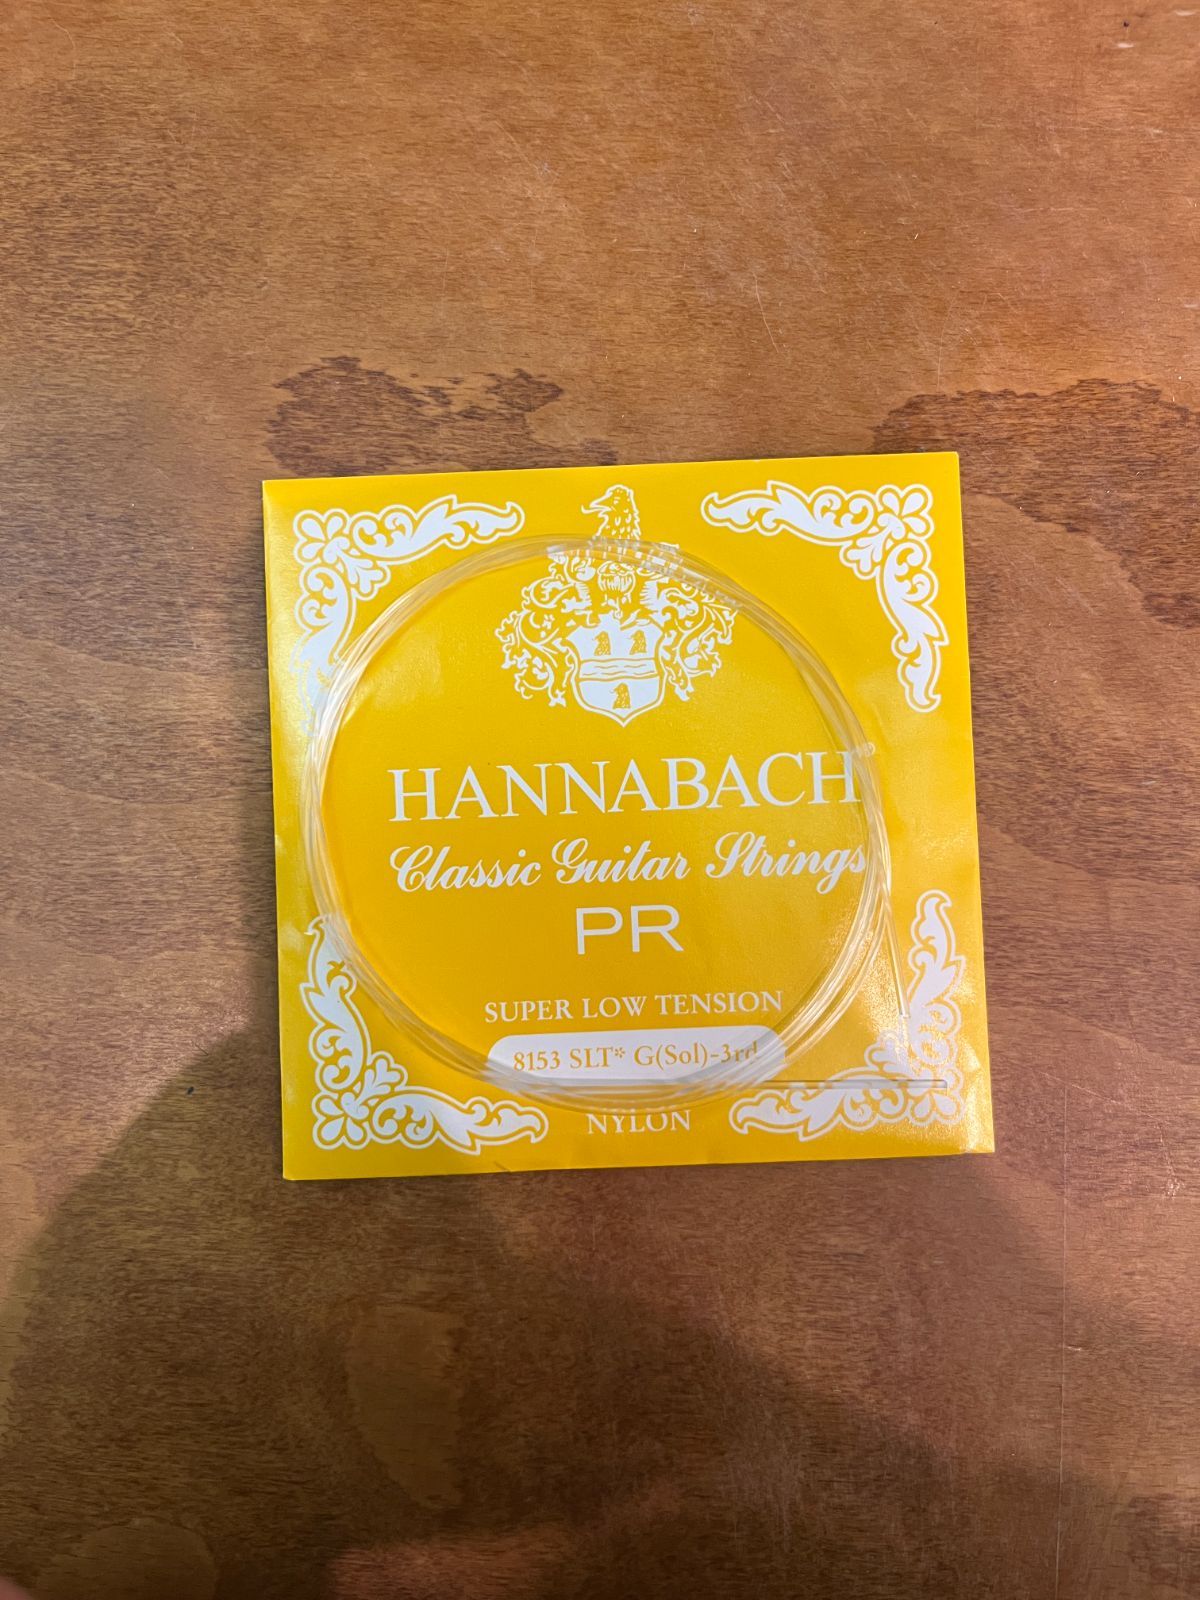 HANNABACH®
Classic Guitar Strings
PR
SUPER LOW TENSION
8153 SLT* G(Sol)-3rd
NYLON